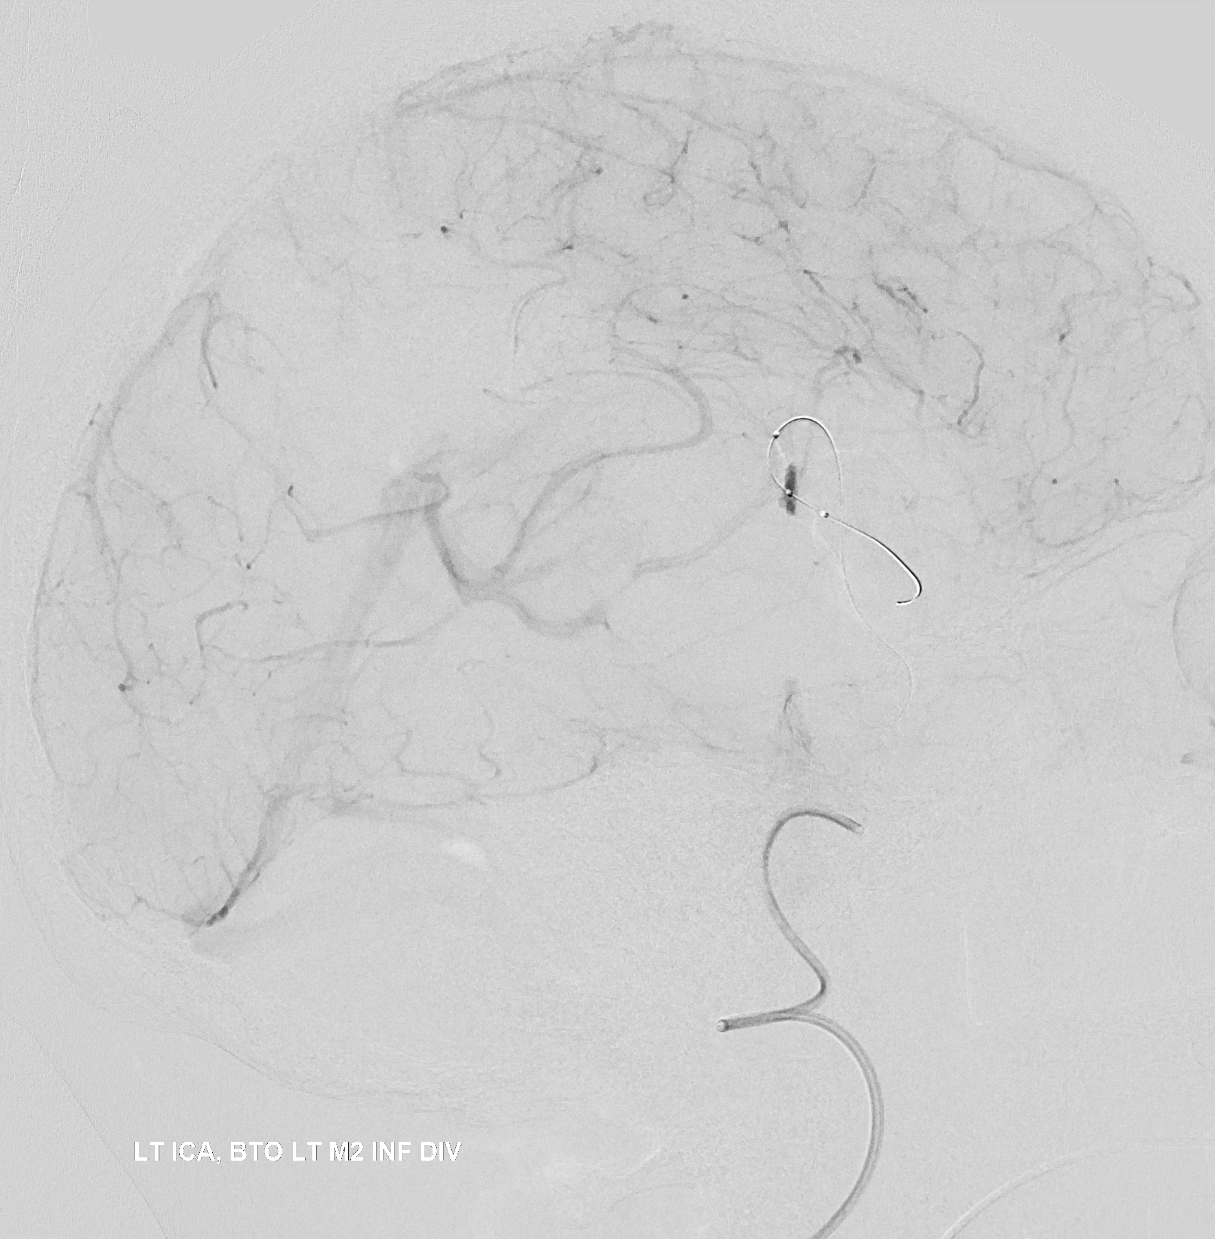 LT ICA, BTO LT M2 INF DIV